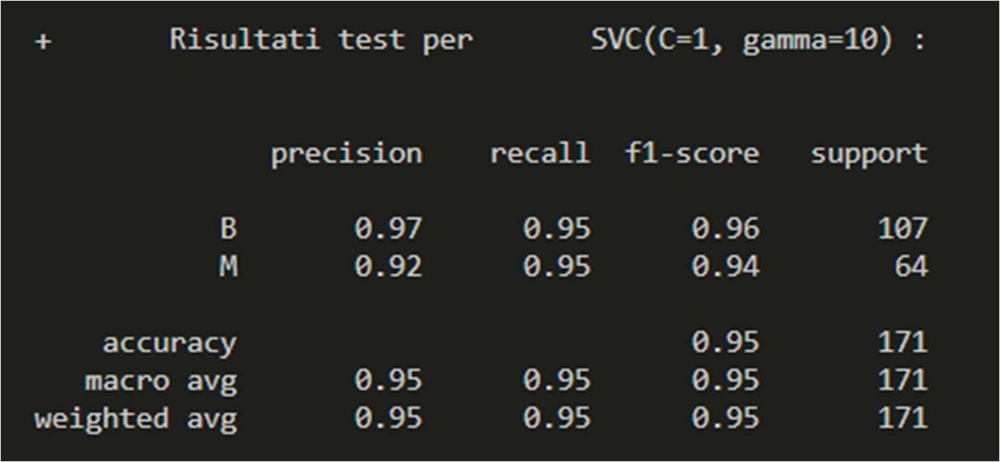 + Risultati test per SVC(C=1, gamma=10) :
precision recall f1-score support
B 0.97 0.95 0.96 107
M 0.92 0.95 0.94 64
accuracy 0.95 171
macro avg 0.95 0.95 0.95 171
weighted avg 0.95 0.95 0.95 171